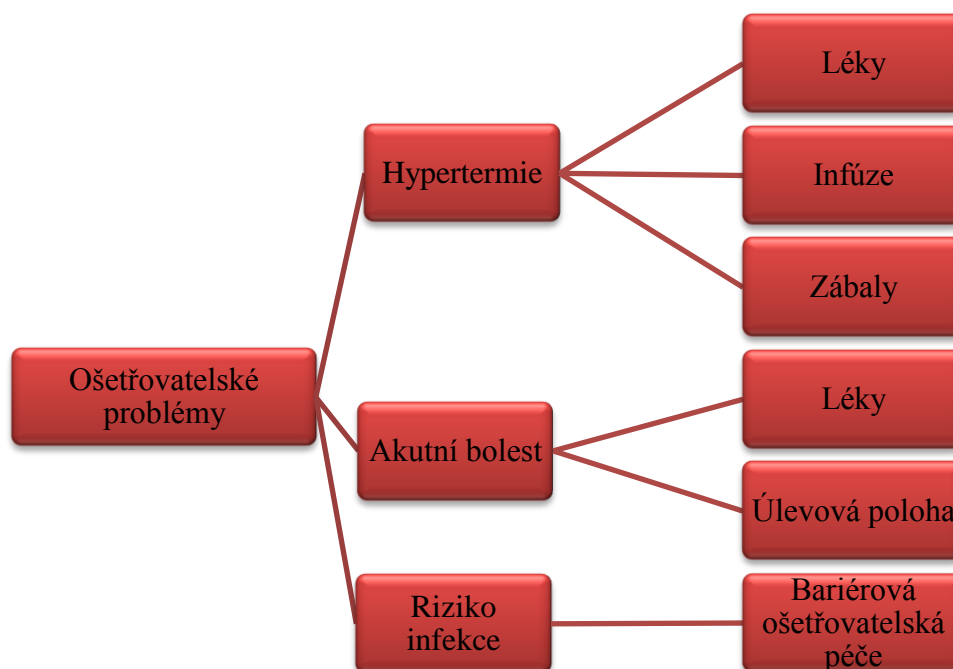 Ošetřovatelské
problémy
Hypertermie
Léky
Infúze
Zábaly
Akutní bolest
Léky
Úlevová poloha
Riziko
infekce
Bariérová
ošetřovatelská
péče